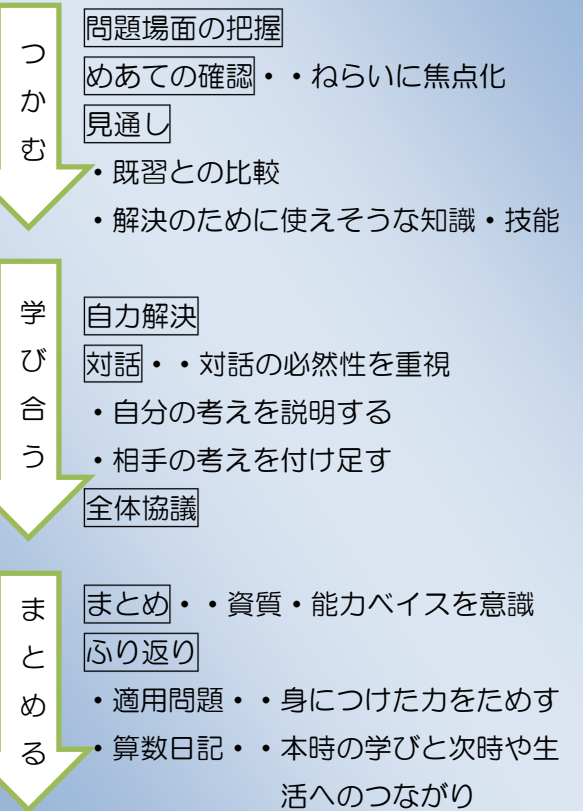 つかむ
問題場面の把握
めあての確認・・ねらいに焦点化
見通し
・既習との比較
・解決のために使えそうな知識・技能
学び合う
自力解決
対話・・対話の必然性を重視
・自分の考えを説明する
・相手の考えを付け足す
全体協議
まとめる
まとめ・・資質・能力ベイスを意識
ふり返り
・適用問題・・身につけた力をためす
・算数日記・・本時の学びと次時や生
活へのつながり